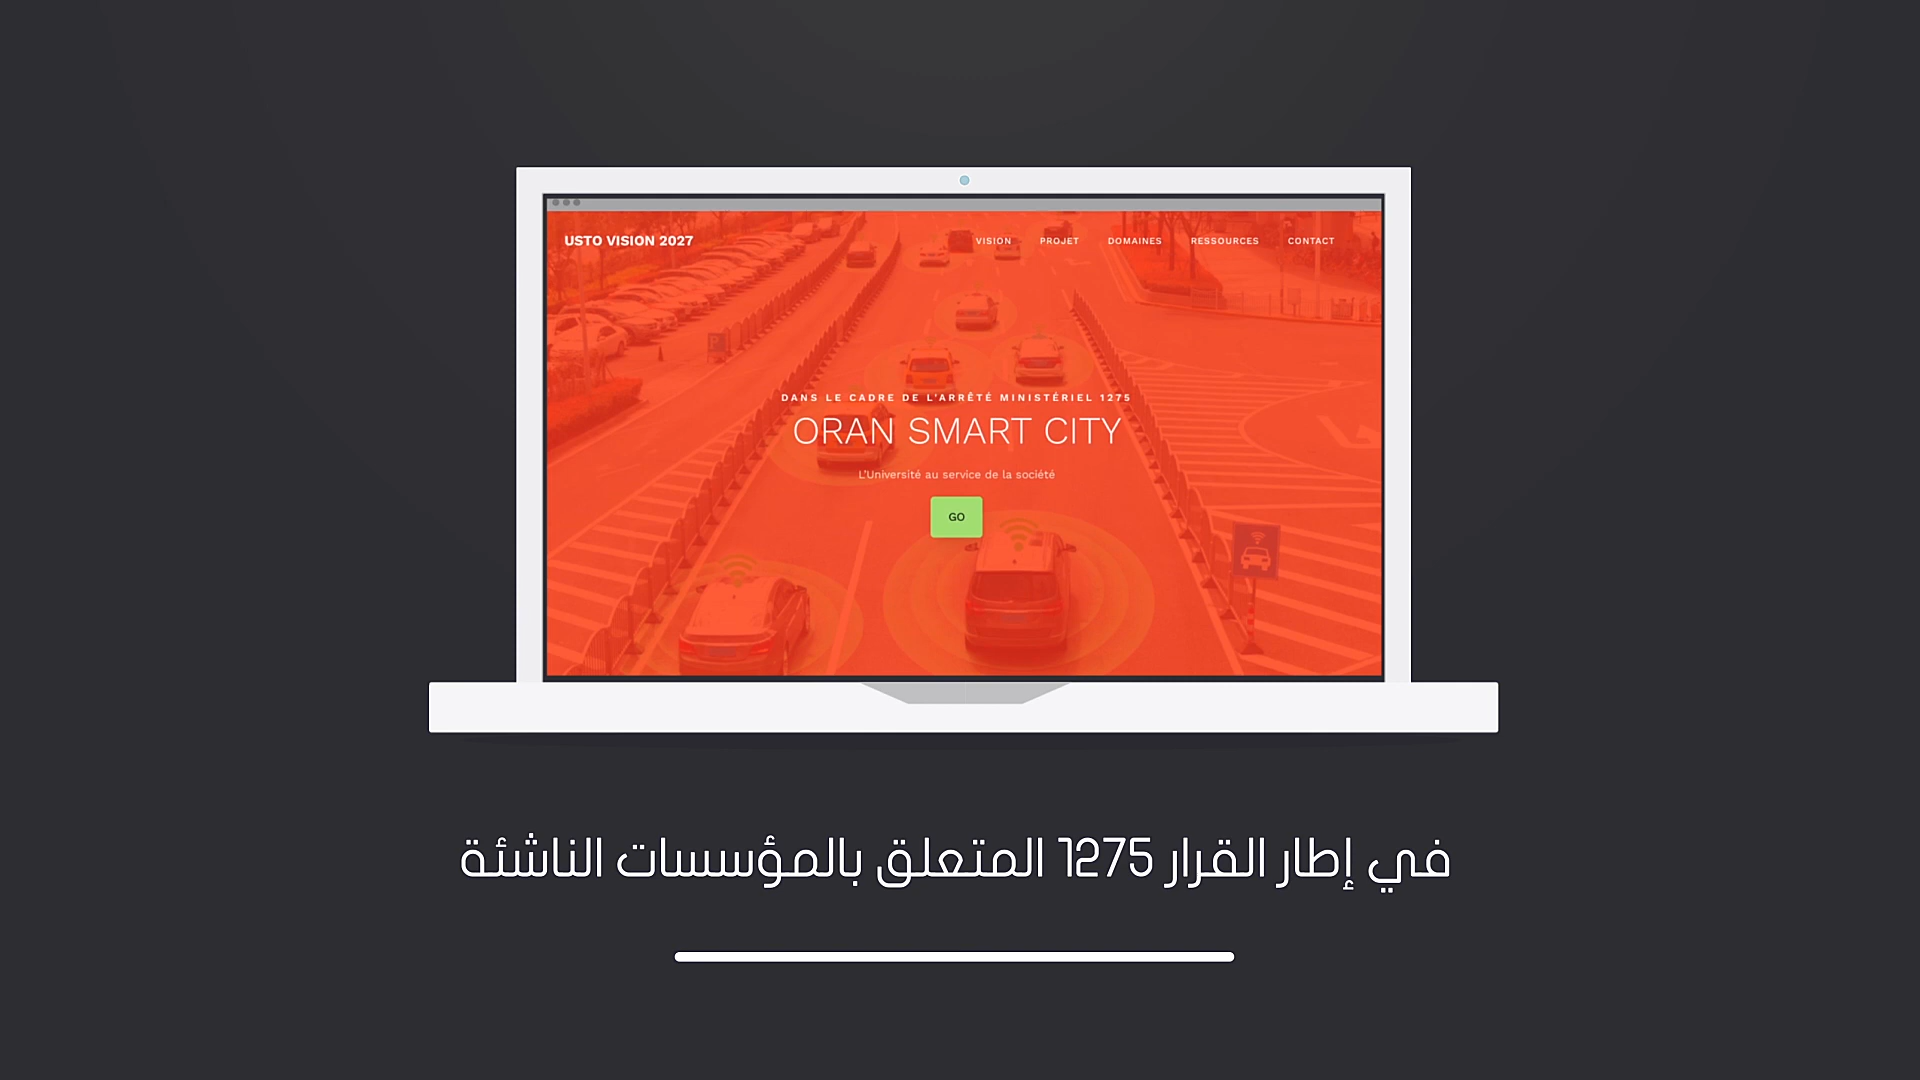 USTO VISION 2027
VISION PROJET DOMAINES RESSOURCES CONTACT
DANS LE CADRE DE L'ARRÊTÉ MINISTÉRIEL 1275
ORAN SMART CITY
L'Université au service de la société
GO
P
في إطار القرار 1275 المتعلق بالمؤسسات الناشئة